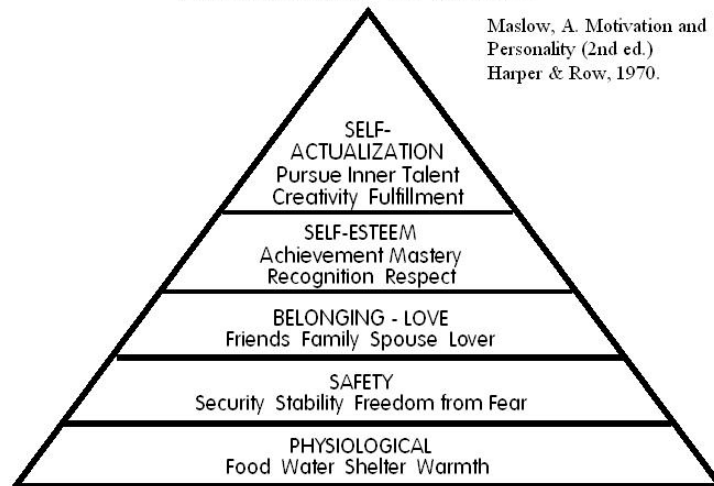 Maslow, A. Motivation and
Personality (2nd ed.)
Harper & Row, 1970.
SELF-
ACTUALIZATION
Pursue Inner Talent
Creativity Fulfillment
SELF-ESTEEM
Achievement Mastery
Recognition Respect
BELONGING - LOVE
Friends Family Spouse Lover
SAFETY
Security Stability Freedom from Fear
PHYSIOLOGICAL
Food Water Shelter Warmth